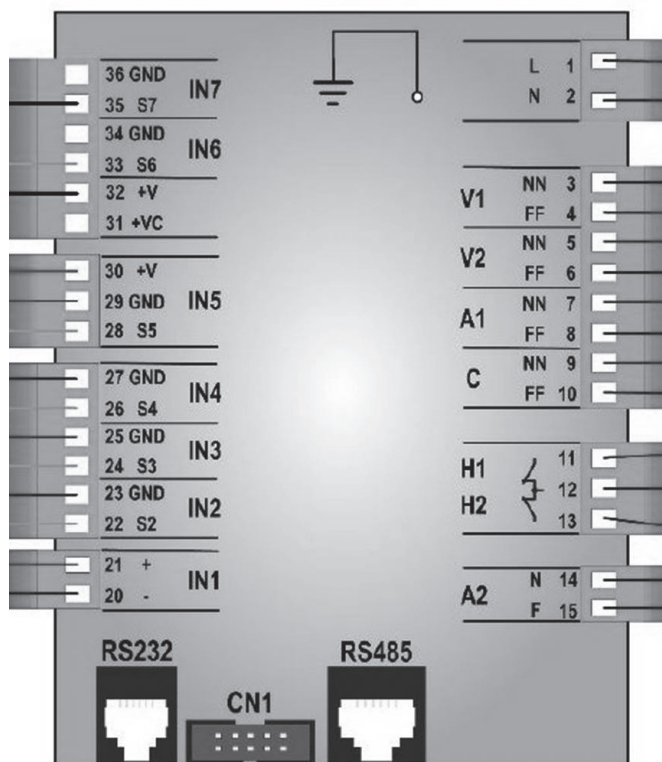 36 GND
35 S7
IN7
34 GND
33 S6
IN6
32 +V
31 +VC
30 +V
29 GND
28 S5
IN5
27 GND
26 S4
IN4
25 GND
24 S3
IN3
23 GND
22 S2
IN2
21 +
20 -
IN1
L 1
N 2
V1
NN 3
FF 4
V2
NN 5
FF 6
A1
NN 7
FF 8
C
NN 9
FF 10
H1
H2
11
12
13
A2
N 14
F 15
RS232
CN1
RS485